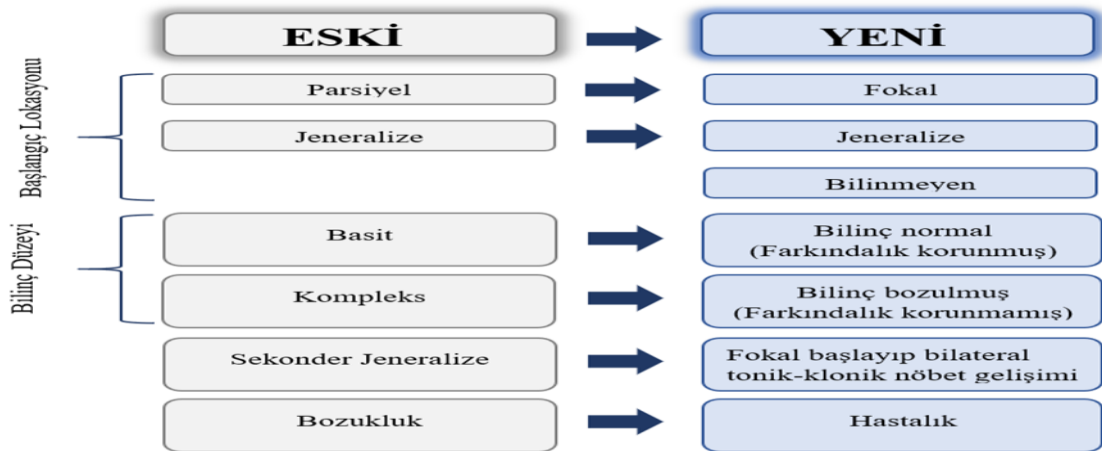 ESKİ
YENİ
Başlangıç Lokasyonu
Parsiyel
Fokal
Jeneralize
Jeneralize
Bilinmeyen
Bilinç Düzeyi
Basit
Bilinç normal
(Farkındalık korunmuş)
Kompleks
Bilinç bozulmuş
(Farkındalık korunmamış)
Sekonder Jeneralize
Fokal başlayıp bilateral
tonik-klonik nöbet gelişimi
Bozukluk
Hastalık